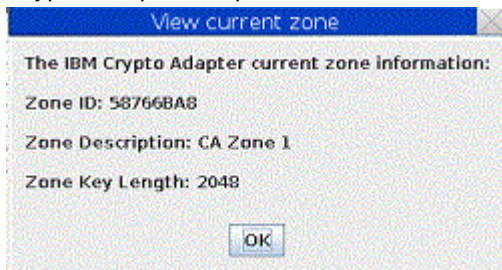 View current zone
The IBM Crypto Adapter current zone information:
Zone ID: 58766BA8
Zone Description: CA Zone 1
Zone Key Length: 2048
OK